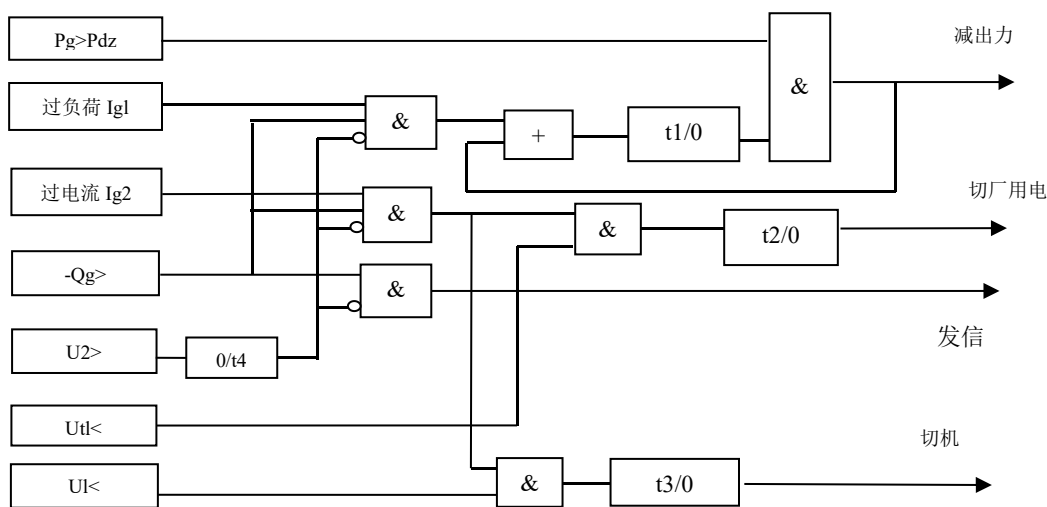 Pg>Pdz
减出力
&
过负荷 Igl
&
+
t1/0
过电流 Ig2
切厂用电
&
&
t2/0
-Qg>
&
发信
U2>
0/t4
Utl<
切机
Ul<
&
t3/0